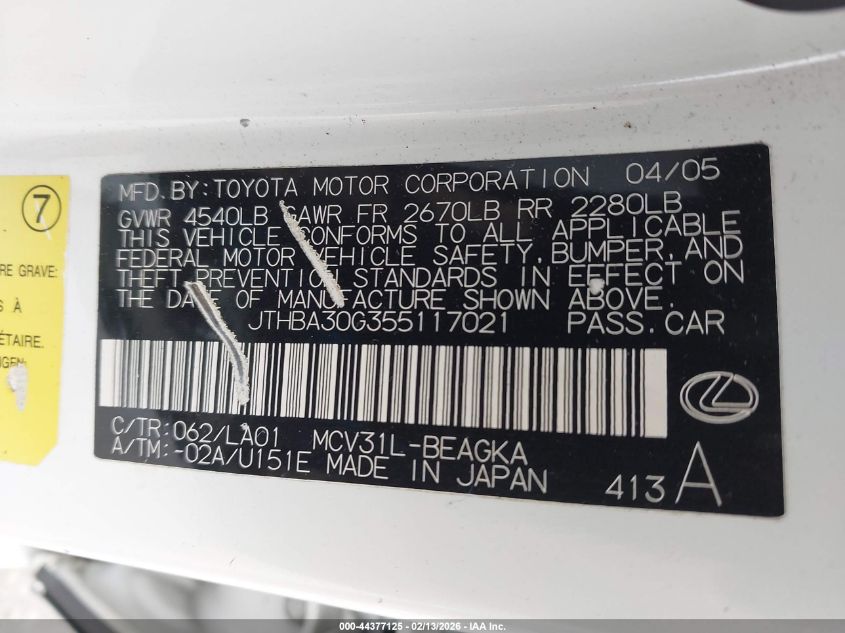 MFD. BY: TOYOTA MOTOR CORPORATION 04/05
GVWR 4540LB GAWR FR 2670LB RR 2280LB
THIS VEHICLE CONFORMS TO ALL APPLICABLE
FEDERAL MOTOR VEHICLE SAFETY, BUMPER, AND
THEFT PREVENTION STANDARDS IN EFFECT ON
THE DATE OF MANUFACTURE SHOWN ABOVE.
JTHBA30G355117021 PASS. CAR
C/TR: 062/LA01 MCV31L-BEAGKA
A/TM: -02A/U151E MADE IN JAPAN
413 A
7
RE GRAVE:
S À
ÉTAIRE.
000-44377125 - 02/13/2026 - IAA Inc.